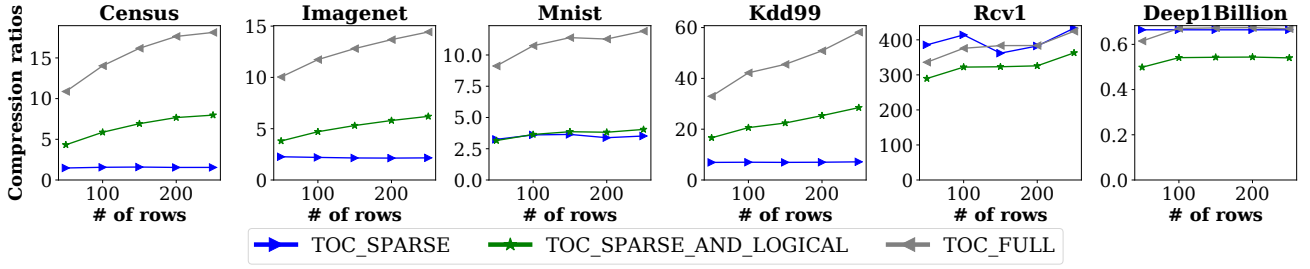 Census
Imagenet
Mnist
Kdd99
Rcv1
Deep1Billion
Compression ratios
15
10
5
0
100 200
# of rows
15
10
5
0
100 200
# of rows
10.0
7.5
5.0
2.5
0.0
100 200
# of rows
60
40
20
0
100 200
# of rows
400
300
200
100
0
100 200
# of rows
0.6
0.4
0.2
0.0
100 200
# of rows
TOC_SPARSE TOC_SPARSE_AND_LOGICAL TOC_FULL